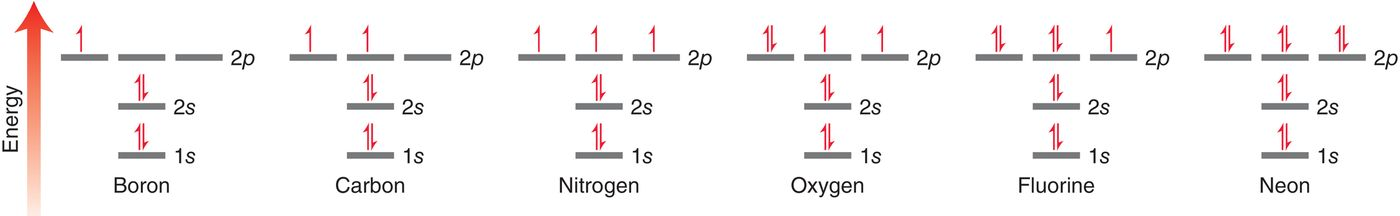 Energy
2p 2p 2p 2p 2p 2p
2s 2s 2s 2s 2s 2s
1s 1s 1s 1s 1s 1s
Boron Carbon Nitrogen Oxygen Fluorine Neon